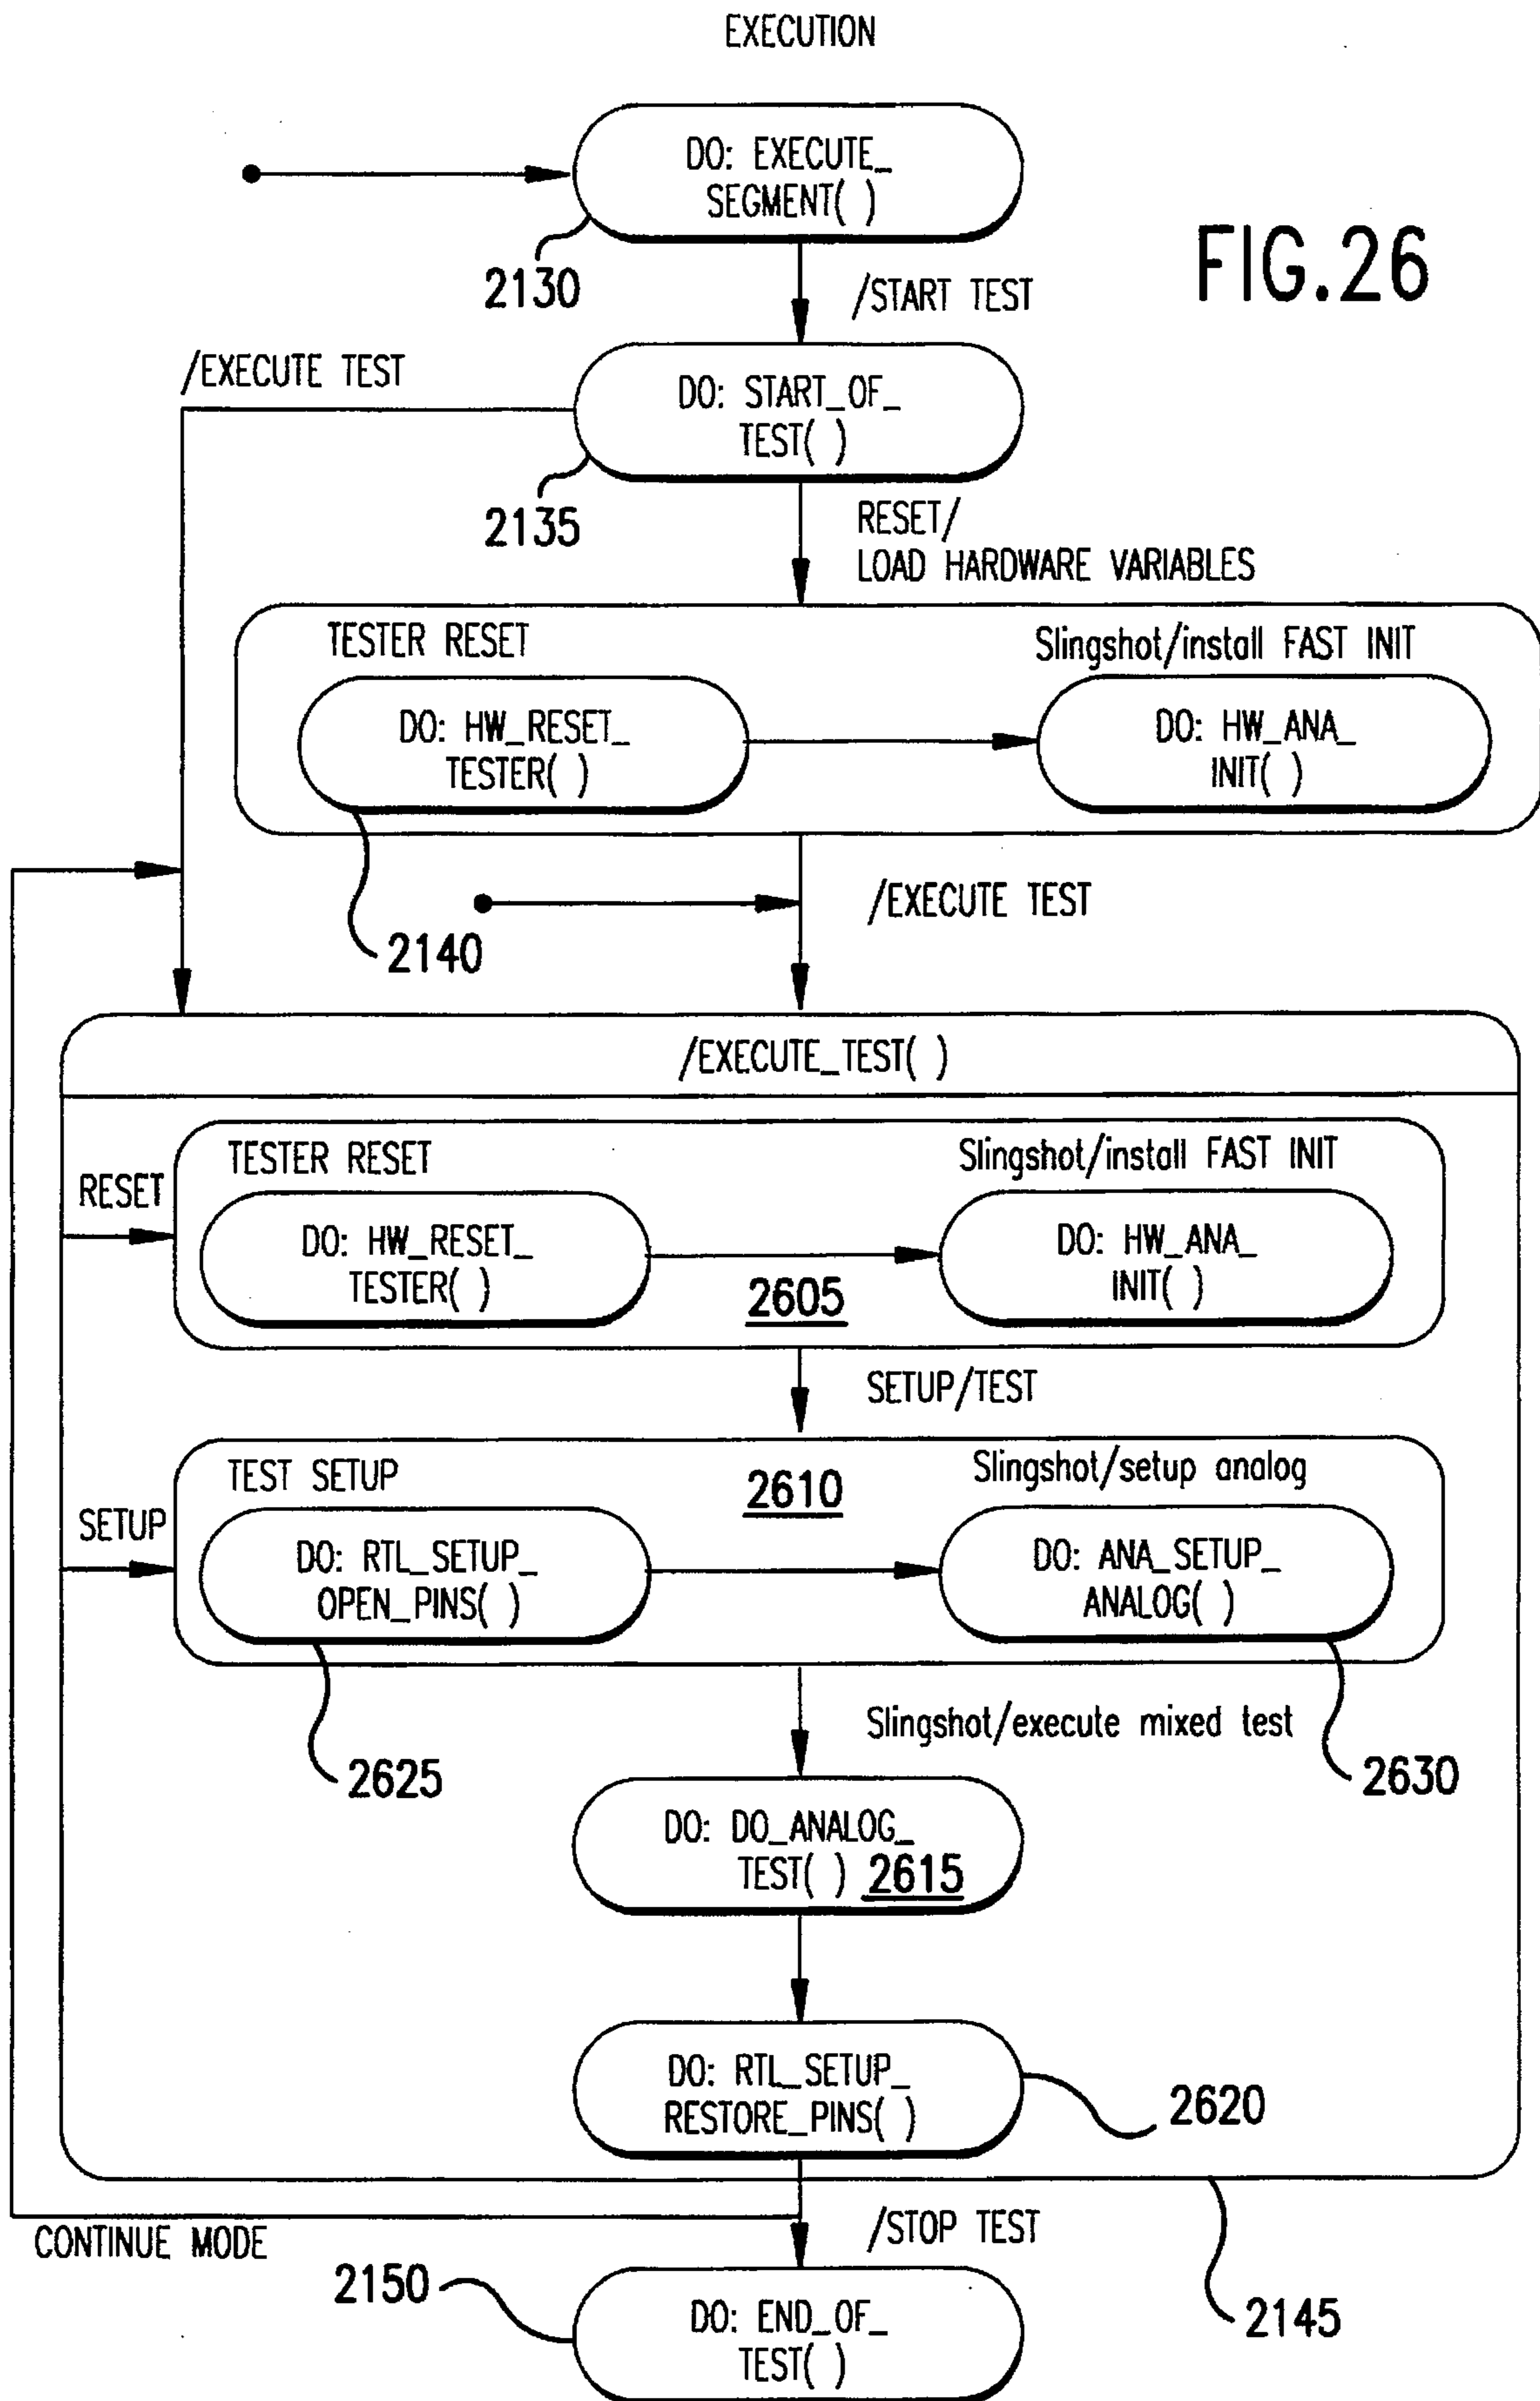 EXECUTION
DO: EXECUTE_
SEGMENT( )
2130
FIG.26
/START TEST
/EXECUTE TEST
DO: START_OF_
TEST( )
2135
RESET/
LOAD HARDWARE VARIABLES
TESTER RESET
Slingshot/install FAST INIT
DO: HW_RESET_
TESTER( )
DO: HW_ANA_
INIT( )
2140
/EXECUTE TEST
/EXECUTE_TEST( )
RESET
TESTER RESET
Slingshot/install FAST INIT
DO: HW_RESET_
TESTER( )
2605
DO: HW_ANA_
INIT( )
SETUP/TEST
SETUP
TEST SETUP
2610
Slingshot/setup analog
DO: RTL_SETUP_
OPEN_PINS( )
DO: ANA_SETUP_
ANALOG( )
Slingshot/execute mixed test
2625
2630
DO: DO_ANALOG_
TEST( ) 2615
DO: RTL_SETUP_
RESTORE_PINS( )
2620
CONTINUE MODE
/STOP TEST
2150
2145
DO: END_OF_
TEST( )